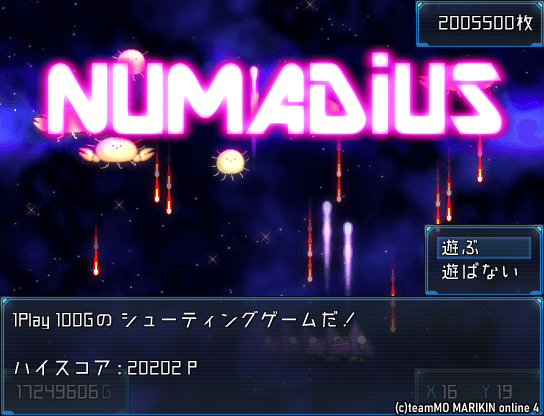 2005500枚
NUMADiUS
遊ぶ
遊ばない
1Play 100Gの シューティングゲームだ！
ハイスコア：20202 P
17249606G
X 16 Y 19
(c)teamMO MARIKIN online 4